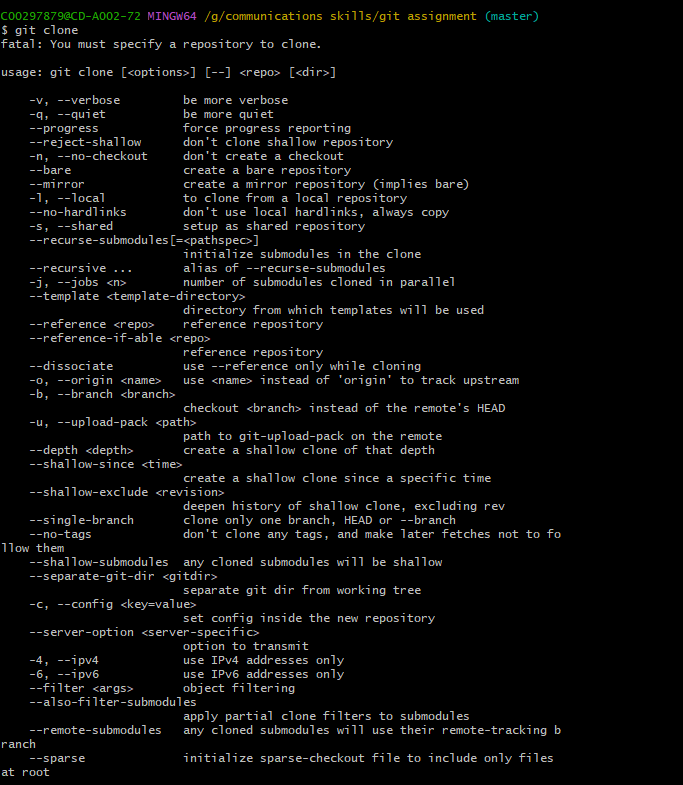 COO297879@CD-AOO2-72 MINGW64 /g/communications skills/git assignment (master)
$ git clone
fatal: You must specify a repository to clone.

usage: git clone [<options>] [--] <repo> [<dir>]

    -v, --verbose         be more verbose
    -q, --quiet           be more quiet
    --progress            force progress reporting
    --reject-shallow      don't clone shallow repository
    -n, --no-checkout     don't create a checkout
    --bare                create a bare repository
    --mirror              create a mirror repository (implies bare)
    -l, --local           to clone from a local repository
    --no-hardlinks        don't use local hardlinks, always copy
    -s, --shared          setup as shared repository
    --recurse-submodules[=<pathspec>]
                          initialize submodules in the clone
    --recursive ...       alias of --recurse-submodules
    -j, --jobs <n>        number of submodules cloned in parallel
    --template <template-directory>
                          directory from which templates will be used
    --reference <repo>    reference repository
    --reference-if-able <repo>
                          reference repository
    --dissociate          use --reference only while cloning
    -o, --origin <name>   use <name> instead of 'origin' to track upstream
    -b, --branch <branch>
                          checkout <branch> instead of the remote's HEAD
    -u, --upload-pack <path>
                          path to git-upload-pack on the remote
    --depth <depth>       create a shallow clone of that depth
    --shallow-since <time>
                          create a shallow clone since a specific time
    --shallow-exclude <revision>
                          deepen history of shallow clone, excluding rev
    --single-branch       clone only one branch, HEAD or --branch
    --no-tags             don't clone any tags, and make later fetches not to fo
llow them
    --shallow-submodules  any cloned submodules will be shallow
    --separate-git-dir <gitdir>
                          separate git dir from working tree
    -c, --config <key=value>
                          set config inside the new repository
    --server-option <server-specific>
                          option to transmit
    -4, --ipv4            use IPv4 addresses only
    -6, --ipv6            use IPv6 addresses only
    --filter <args>       object filtering
    --also-filter-submodules
                          apply partial clone filters to submodules
    --remote-submodules   any cloned submodules will use their remote-tracking b
ranch
    --sparse              initialize sparse-checkout file to include only files
at root